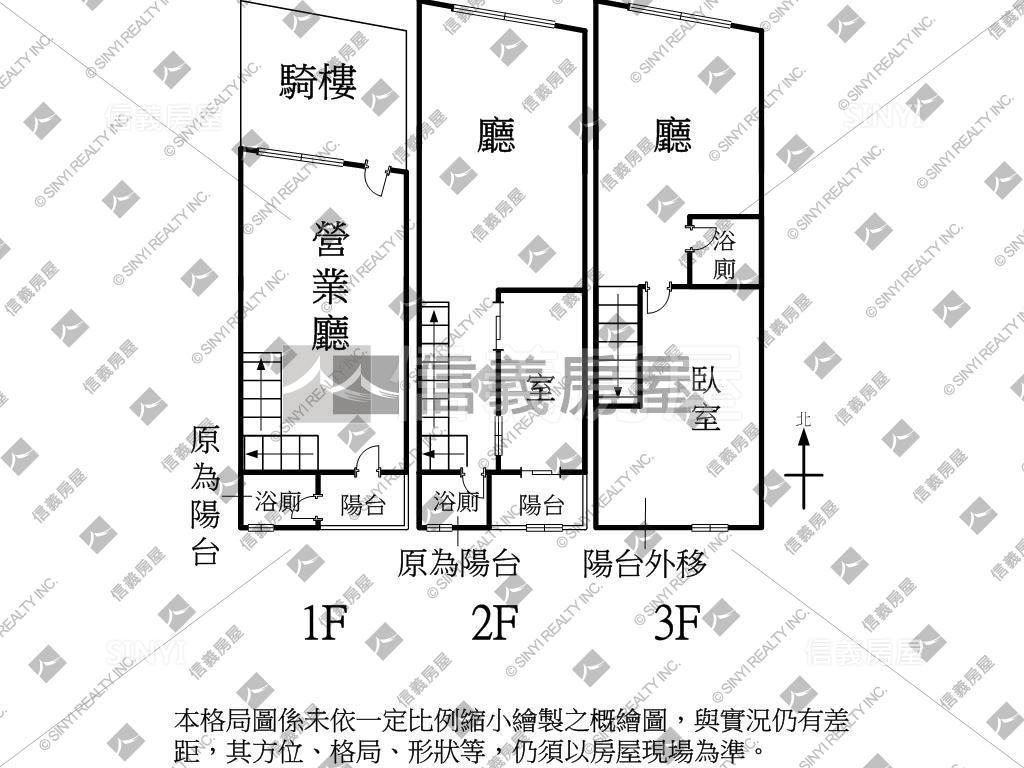 騎樓
廳
廳
營業廳
浴廁
室
臥室
北
原為陽台
浴廁
陽台
浴廁
陽台
原為陽台
陽台外移
1F
2F
3F
本格局圖係未依一定比例縮小繪製之概繪圖，與實況仍有差
距，其方位、格局、形狀等，仍須以房屋現場為準。
信義房屋
©SINYI REALTY INC.
SINYI